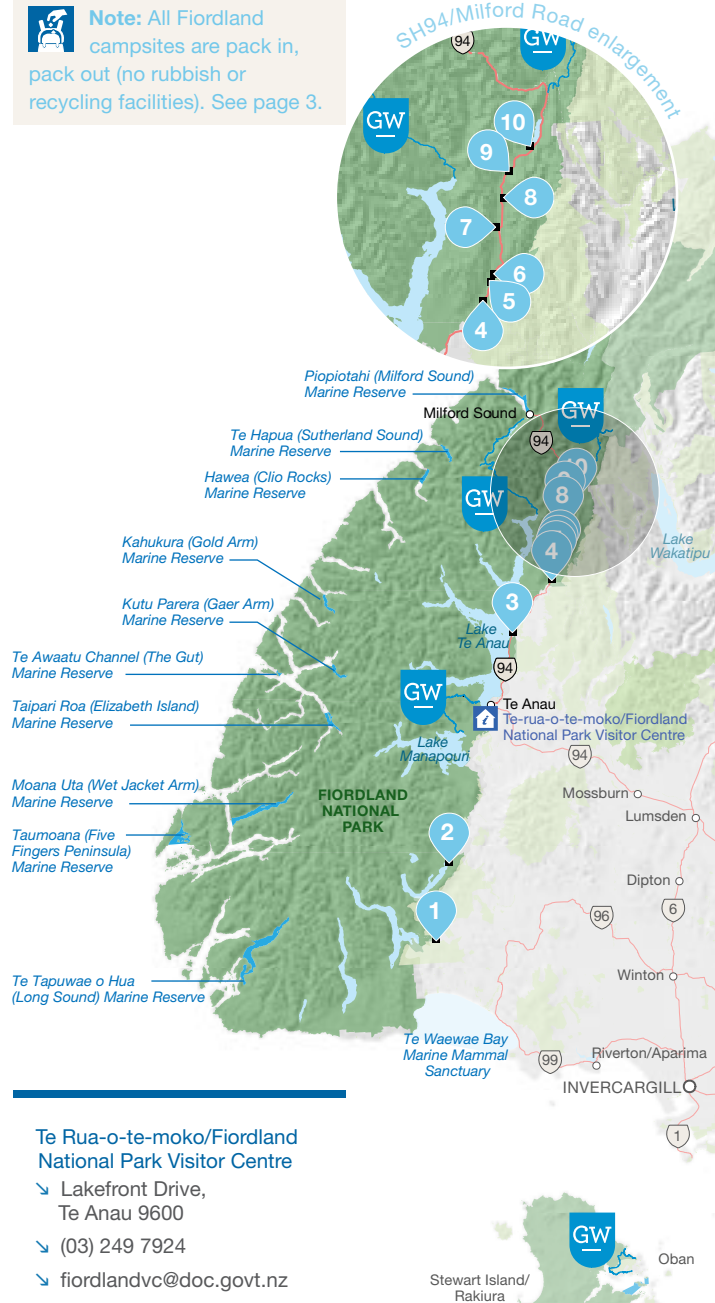 Note: All Fiordland
campsites are pack in,
pack out (no rubbish or
recycling facilities). See page 3.
SH94/Milford Road enlargement
94
GW
GW
10
9
8
7
6
5
4
Piopiotahi (Milford Sound)
Marine Reserve
Milford Sound
GW
94
Te Hapua (Sutherland Sound)
Marine Reserve
Hawea (Clio Rocks)
Marine Reserve
10
9
8
GW
4
Lake
Wakatipu
Kahukura (Gold Arm)
Marine Reserve
Kutu Parera (Gaer Arm)
Marine Reserve
3
Lake
Te Anau
94
Te Awaatu Channel (The Gut)
Marine Reserve
GW
Taipari Roa (Elizabeth Island)
Marine Reserve
Te Anau
Te-rua-o-te-moko/Fiordland
National Park Visitor Centre
Lake
Manapouri
94
Moana Uta (Wet Jacket Arm)
Marine Reserve
FIORDLAND
NATIONAL
PARK
Mossburn
Lumsden
Taumoana (Five
Fingers Peninsula)
Marine Reserve
2
Dipton
1
96
6
Te Tapuwae o Hua
(Long Sound) Marine Reserve
Winton
Te Waewae Bay
Marine Mammal
Sanctuary
99
Riverton/Aparima
INVERCARGILL
1
Te Rua-o-te-moko/Fiordland
National Park Visitor Centre
Lakefront Drive,
Te Anau 9600
(03) 249 7924
fiordlandvc@doc.govt.nz
GW
Oban
Stewart Island/
Rakiura